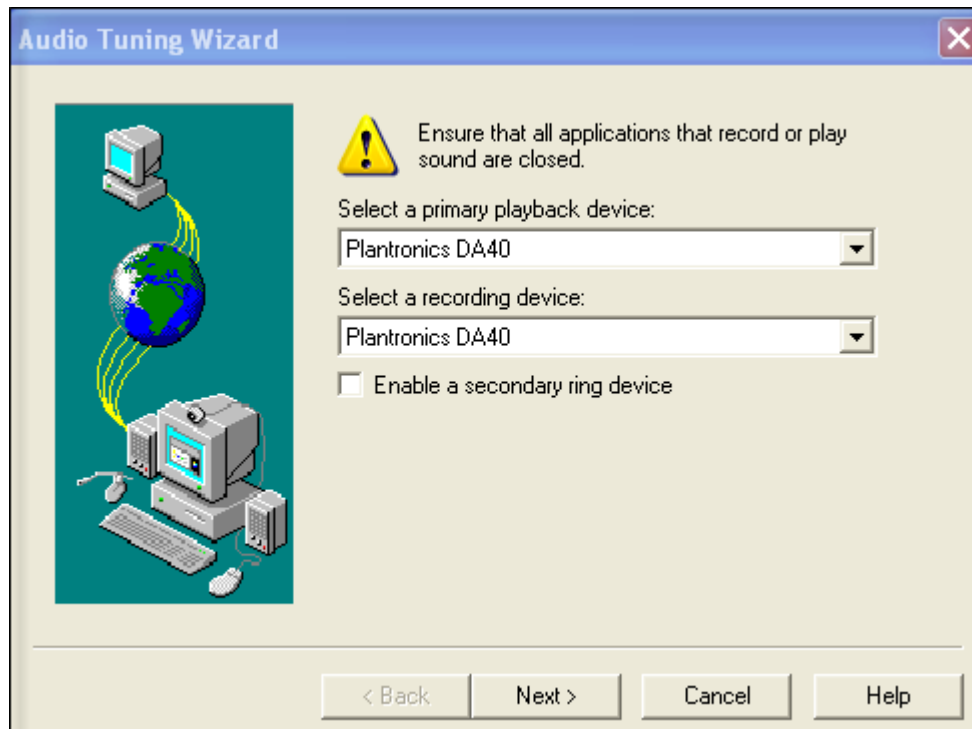 Audio Tuning Wizard
Ensure that all applications that record or play
sound are closed.
Select a primary playback device:
Plantronics DA40
Select a recording device:
Plantronics DA40
Enable a secondary ring device
< Back
Next >
Cancel
Help